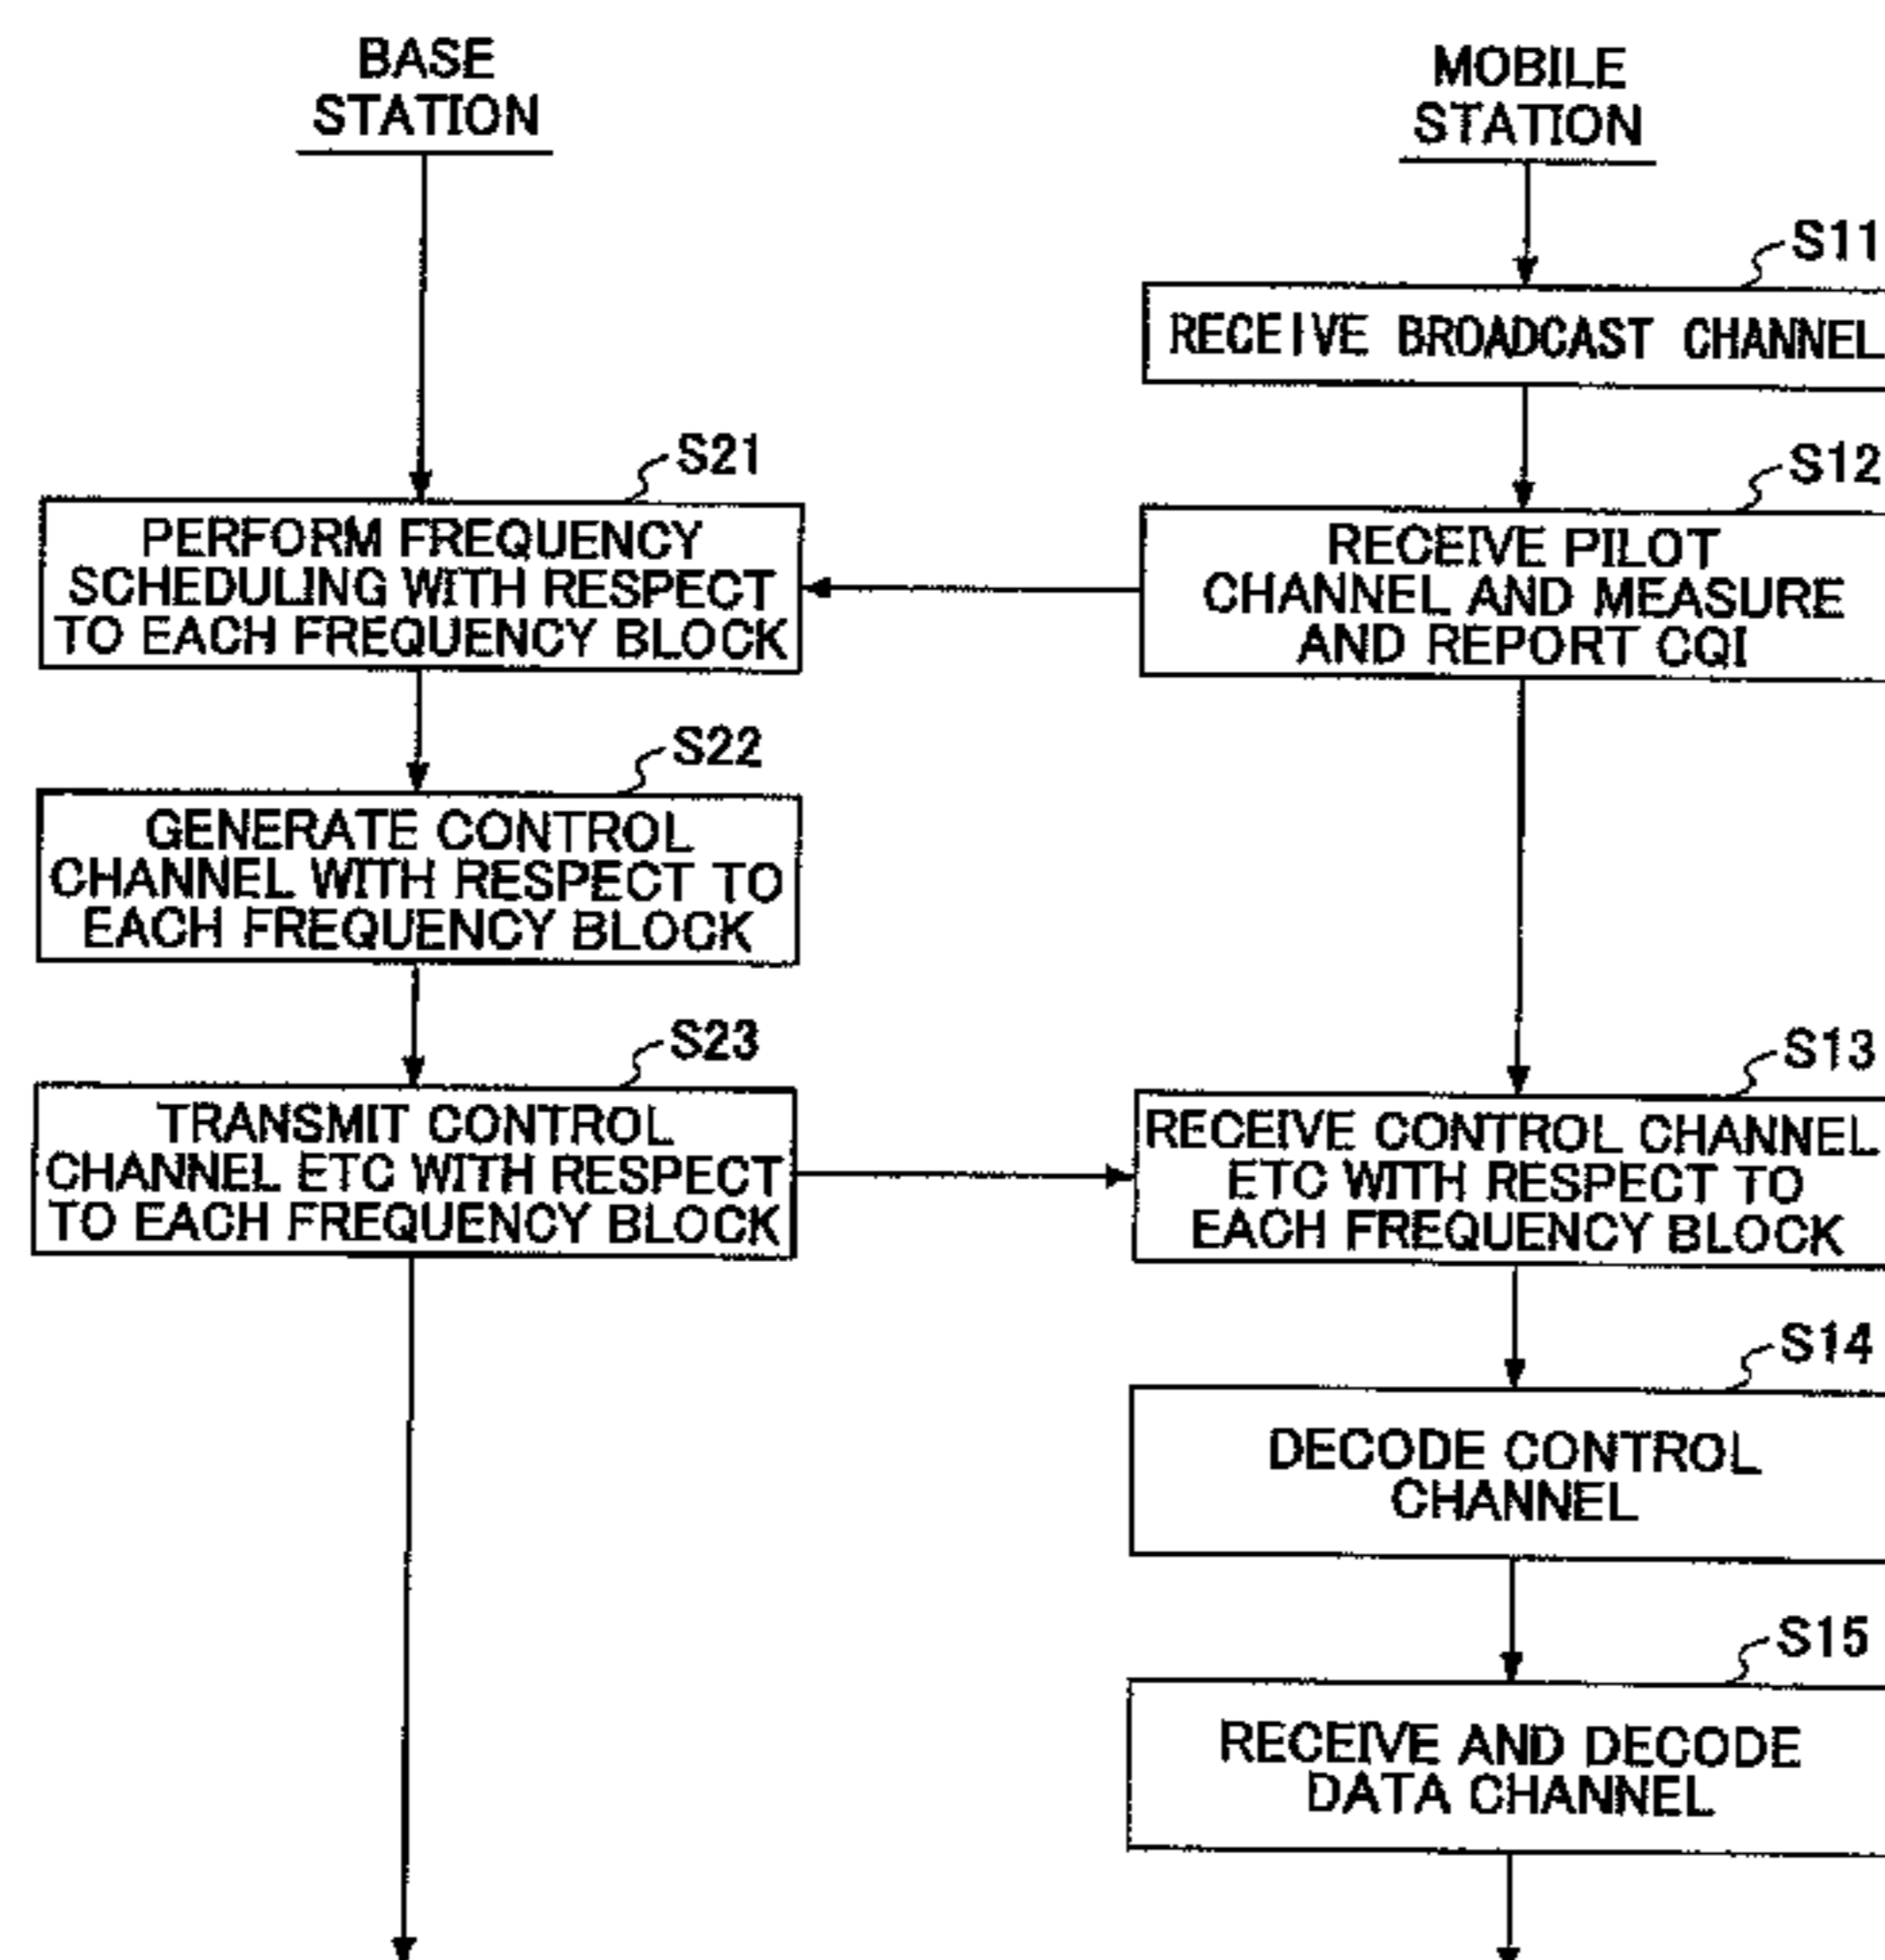 BASE
STATION
MOBILE
STATION
S11
RECEIVE BROADCAST CHANNEL
S21
PERFORM FREQUENCY
SCHEDULING WITH RESPECT
TO EACH FREQUENCY BLOCK
S12
RECEIVE PILOT
CHANNEL AND MEASURE
AND REPORT CQI
S22
GENERATE CONTROL
CHANNEL WITH RESPECT TO
EACH FREQUENCY BLOCK
S23
TRANSMIT CONTROL
CHANNEL ETC WITH RESPECT
TO EACH FREQUENCY BLOCK
S13
RECEIVE CONTROL CHANNEL
ETC WITH RESPECT TO
EACH FREQUENCY BLOCK
S14
DECODE CONTROL
CHANNEL
S15
RECEIVE AND DECODE
DATA CHANNEL